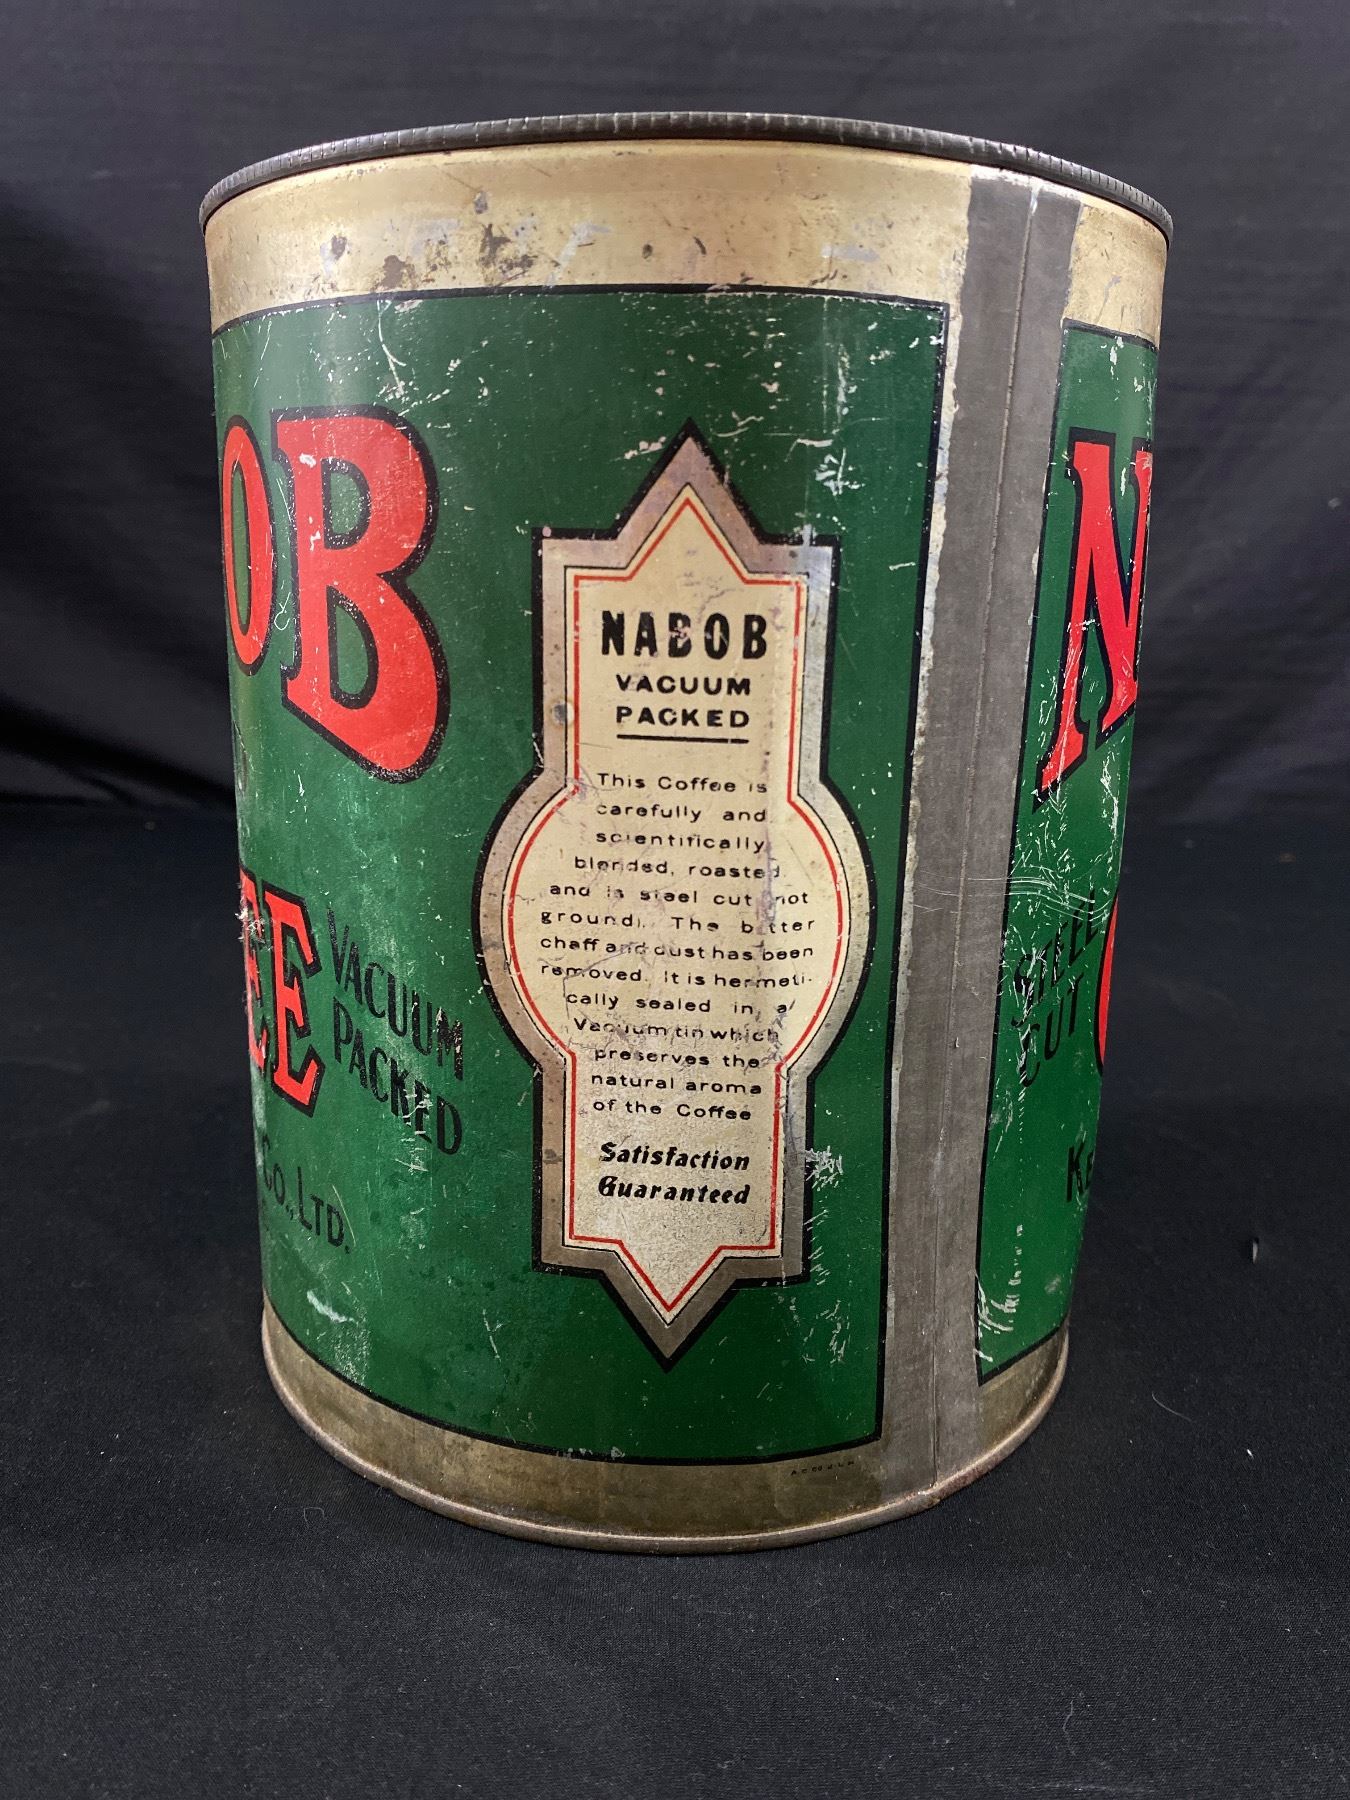 OB
EE
VACUUM
PACKED
Co., LTD.
NABOB
VACUUM
PACKED
This Coffee is
carefully and
scientifically
blended, roasted
and is steel cut (not
ground). The bitter
chaff and dust has been
removed. It is hermeti-
cally sealed in a
Vacuum tin which
preserves the
natural aroma
of the Coffee
Satisfaction
Guaranteed
N
STEEL
CUT
KE